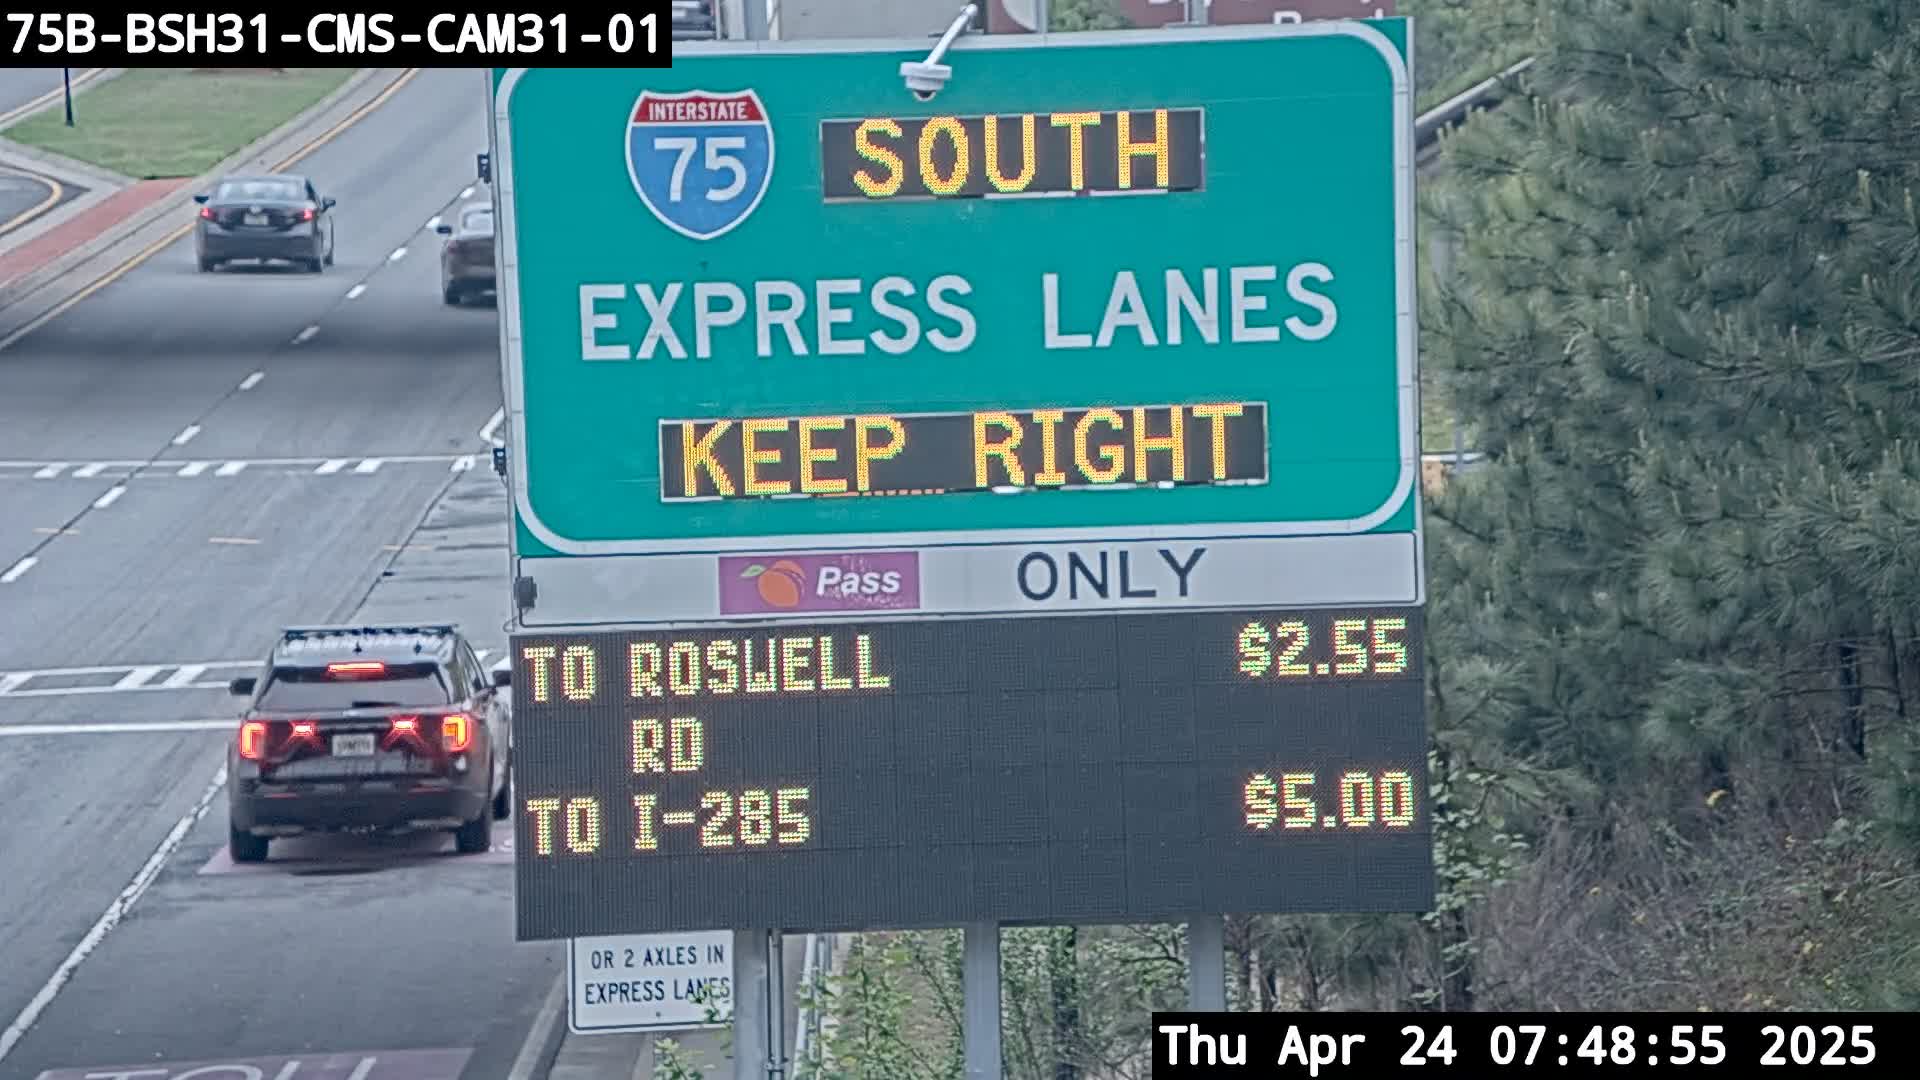 75B-BSH31-CMS-CAM31-01
INTERSTATE
75
SOUTH
EXPRESS LANES
KEEP RIGHT
Pass
ONLY
TO ROSWELL $2.55
RD
TO I-285 $5.00
OR 2 AXLES IN
EXPRESS LANES
TOLL
Thu Apr 24 07:48:55 2025